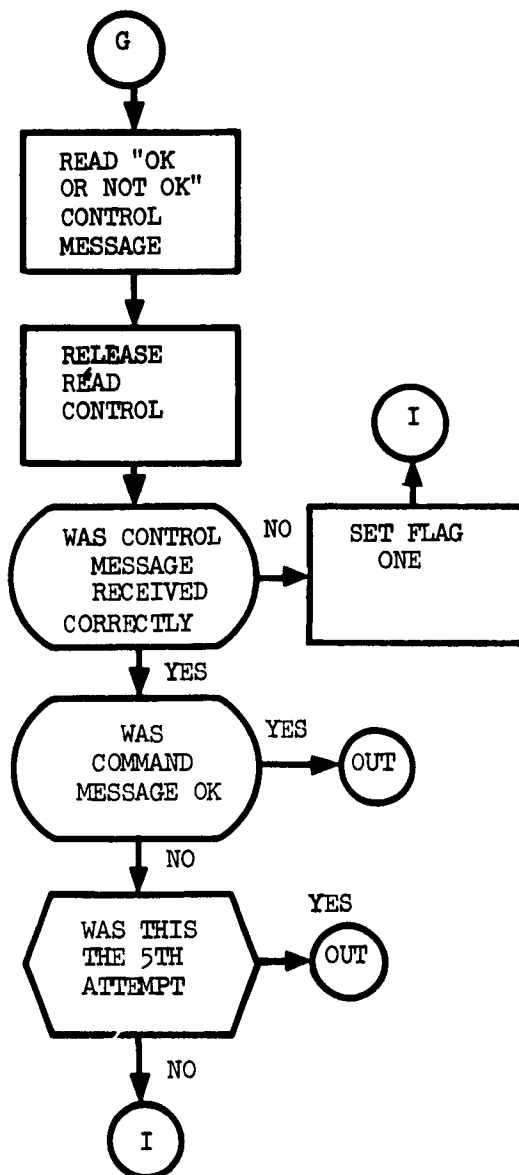 G
READ "OK
OR NOT OK"
CONTROL
MESSAGE
RELEASE
READ
CONTROL
I
WAS CONTROL
MESSAGE
RECEIVED
CORRECTLY
NO
SET FLAG
ONE
YES
WAS
COMMAND
MESSAGE OK
YES
OUT
NO
WAS THIS
THE 5TH
ATTEMPT
YES
OUT
NO
I